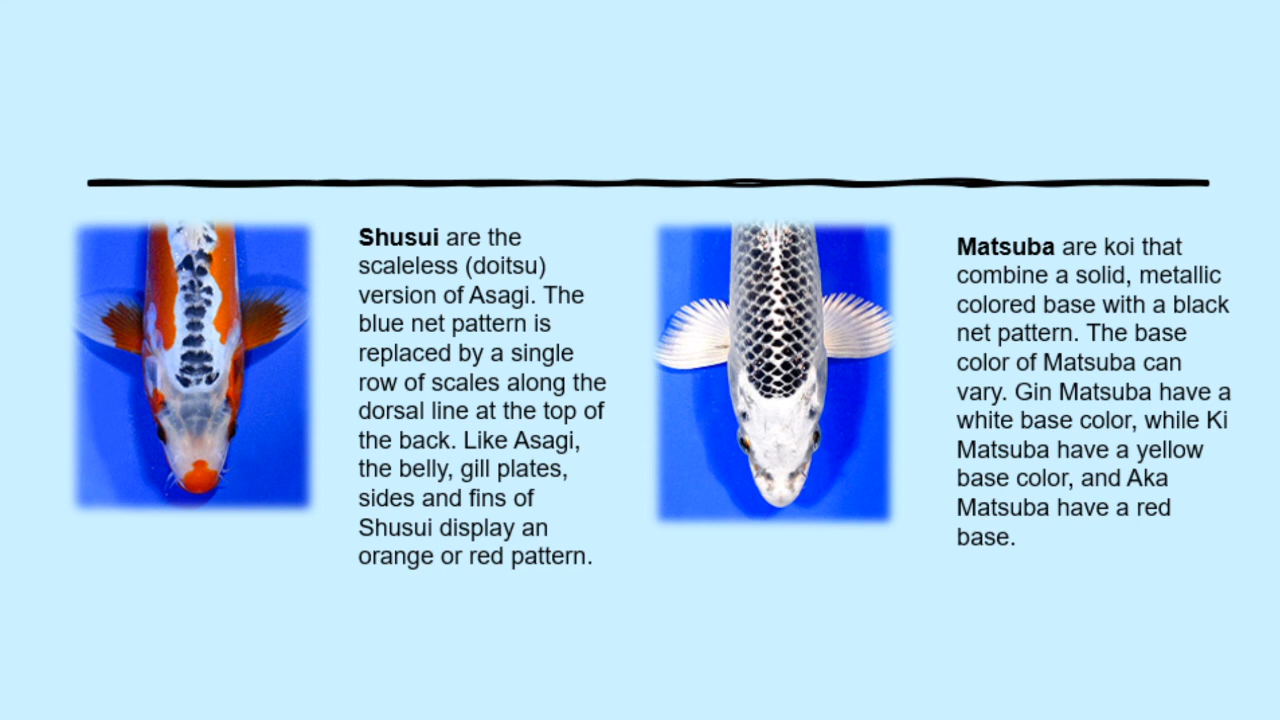 Shusui are the
scaleless (doitsu)
version of Asagi. The
blue net pattern is
replaced by a single
row of scales along the
dorsal line at the top of
the back. Like Asagi,
the belly, gill plates,
sides and fins of
Shusui display an
orange or red pattern.
Matsuba are koi that
combine a solid, metallic
colored base with a black
net pattern. The base
color of Matsuba can
vary. Gin Matsuba have a
white base color, while Ki
Matsuba have a yellow
base color, and Aka
Matsuba have a red
base.